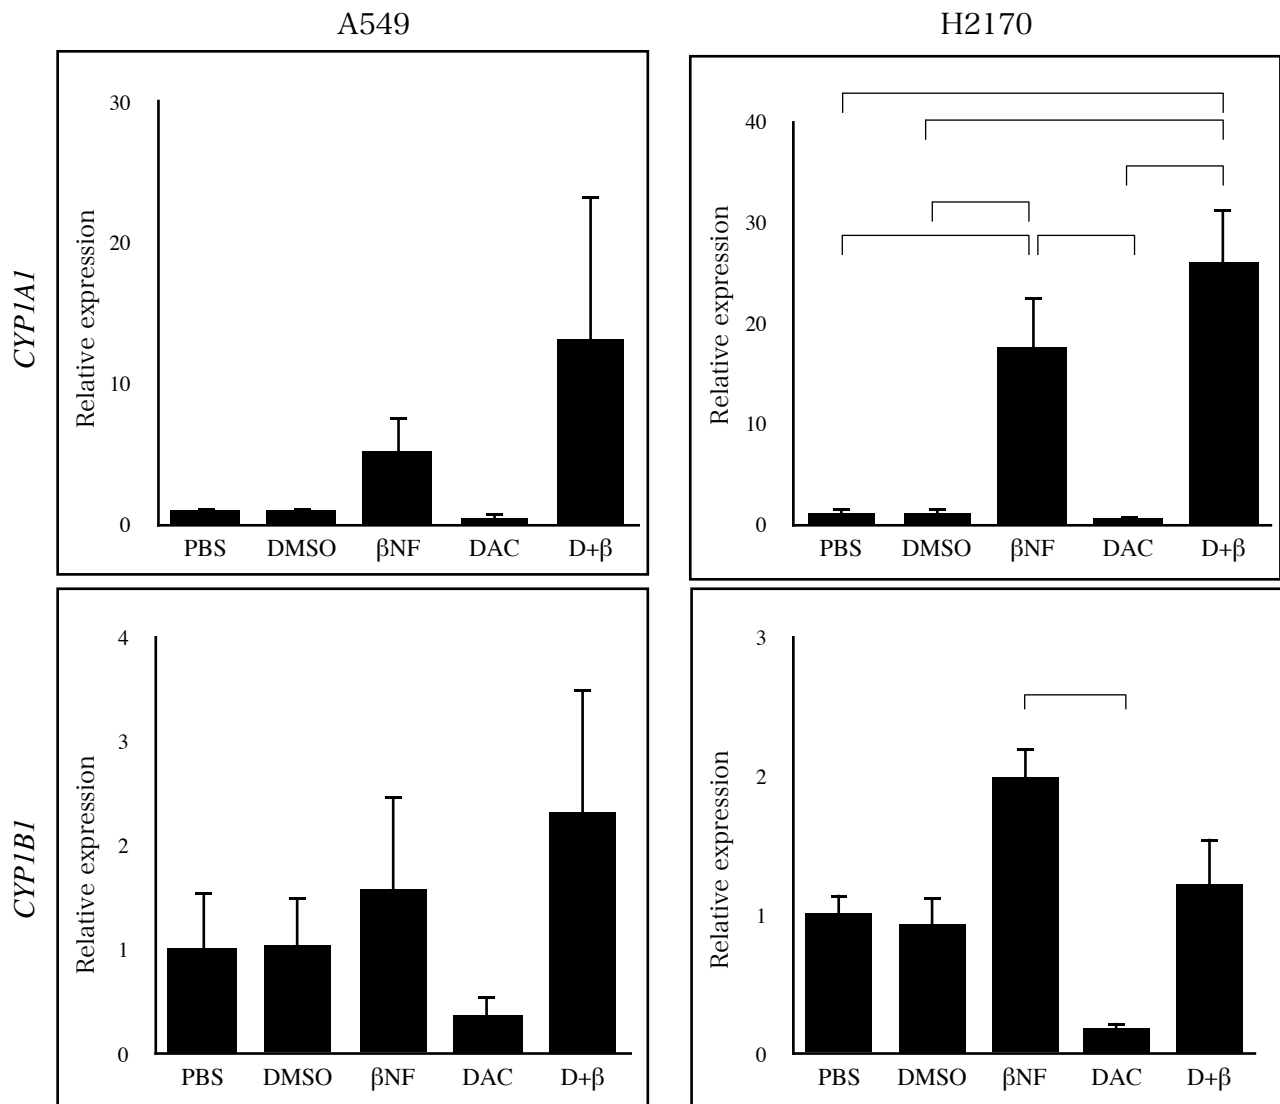 A549
H2170
CYP1A1
Relative expression
30
20
10
0
PBS DMSO βNF DAC D+β
Relative expression
40
30
20
10
0
PBS DMSO βNF DAC D+β
CYP1B1
Relative expression
4
3
2
1
0
PBS DMSO βNF DAC D+β
Relative expression
3
2
1
0
PBS DMSO βNF DAC D+β